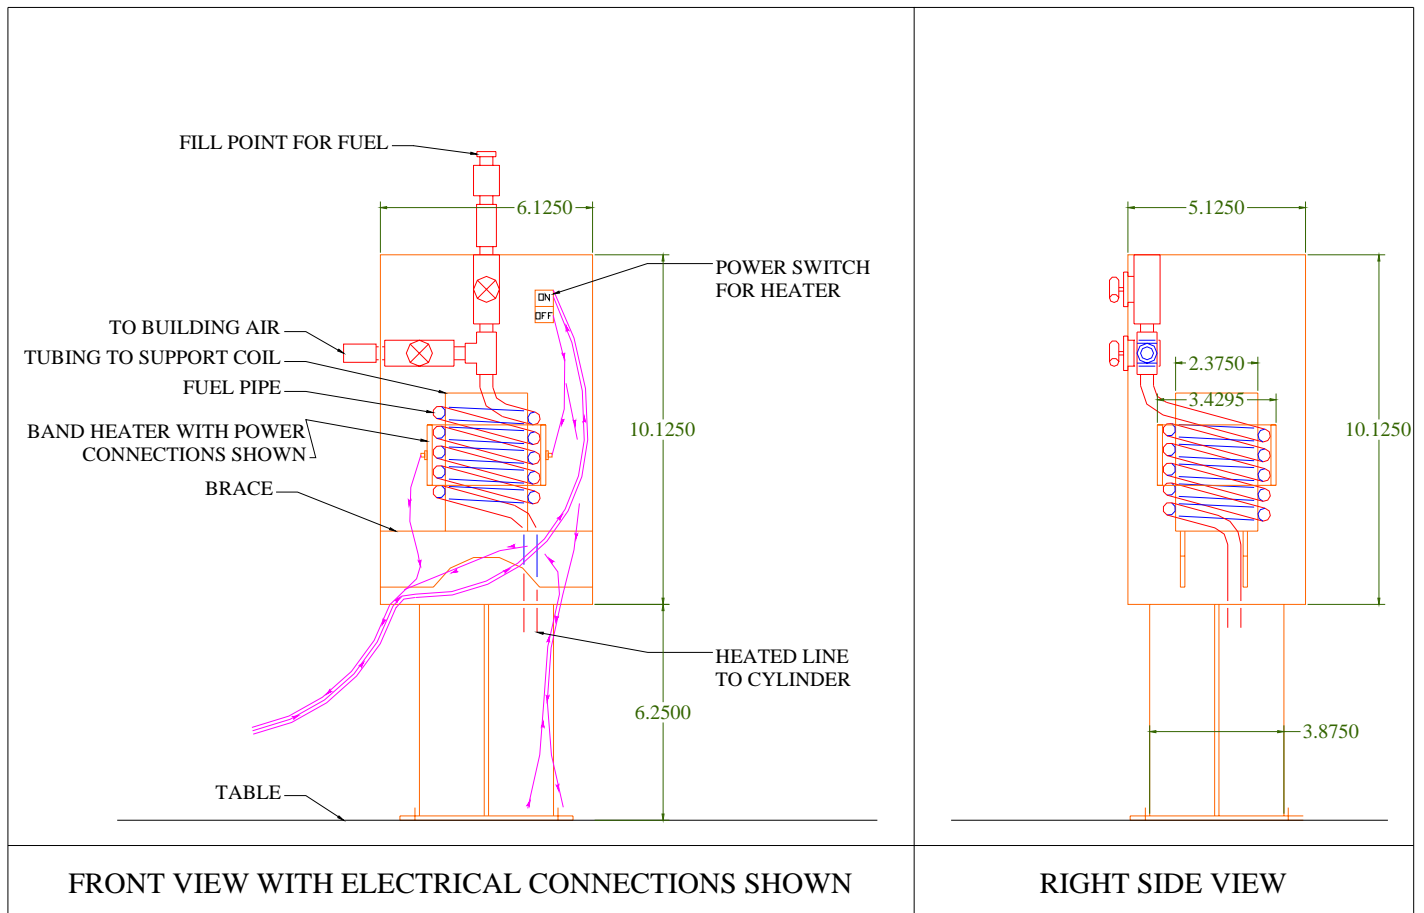 FILL POINT FOR FUEL
6.1250
POWER SWITCH
FOR HEATER
ON
OFF
TO BUILDING AIR
TUBING TO SUPPORT COIL
FUEL PIPE
BAND HEATER WITH POWER
CONNECTIONS SHOWN
BRACE
10.1250
HEATED LINE
TO CYLINDER
6.2500
TABLE
FRONT VIEW WITH ELECTRICAL CONNECTIONS SHOWN
5.1250
2.3750
3.4295
10.1250
3.8750
RIGHT SIDE VIEW